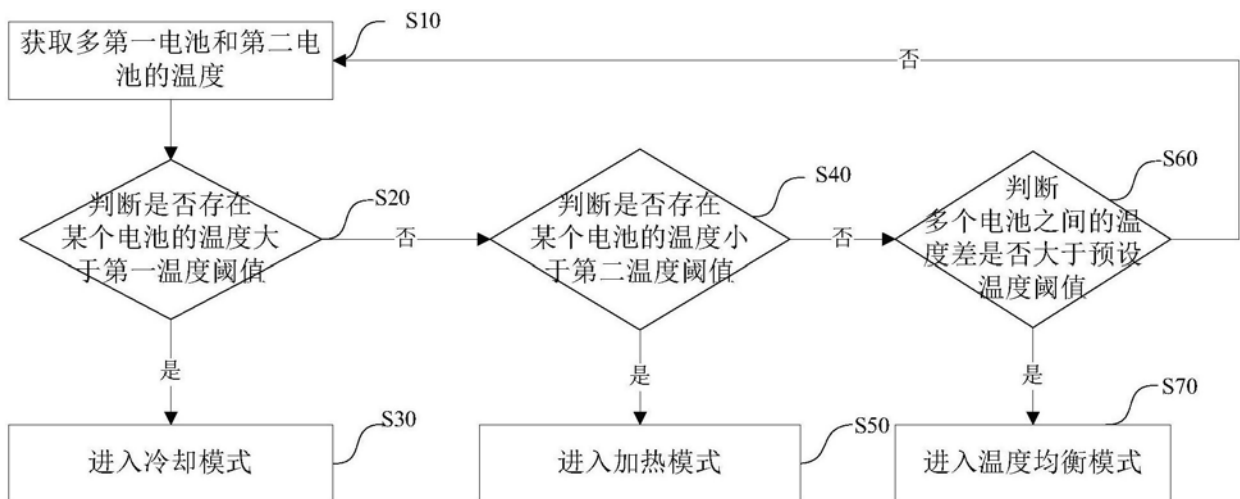 S10
获取多第一电池和第二电
池的温度
否
S20
判断是否存在
某个电池的温度大
于第一温度阈值
否
S40
判断是否存在
某个电池的温度小
于第二温度阈值
否
S60
判断
多个电池之间的温
度差是否大于预设
温度阈值
是
是
是
S30
进入冷却模式
S50
进入加热模式
S70
进入温度均衡模式